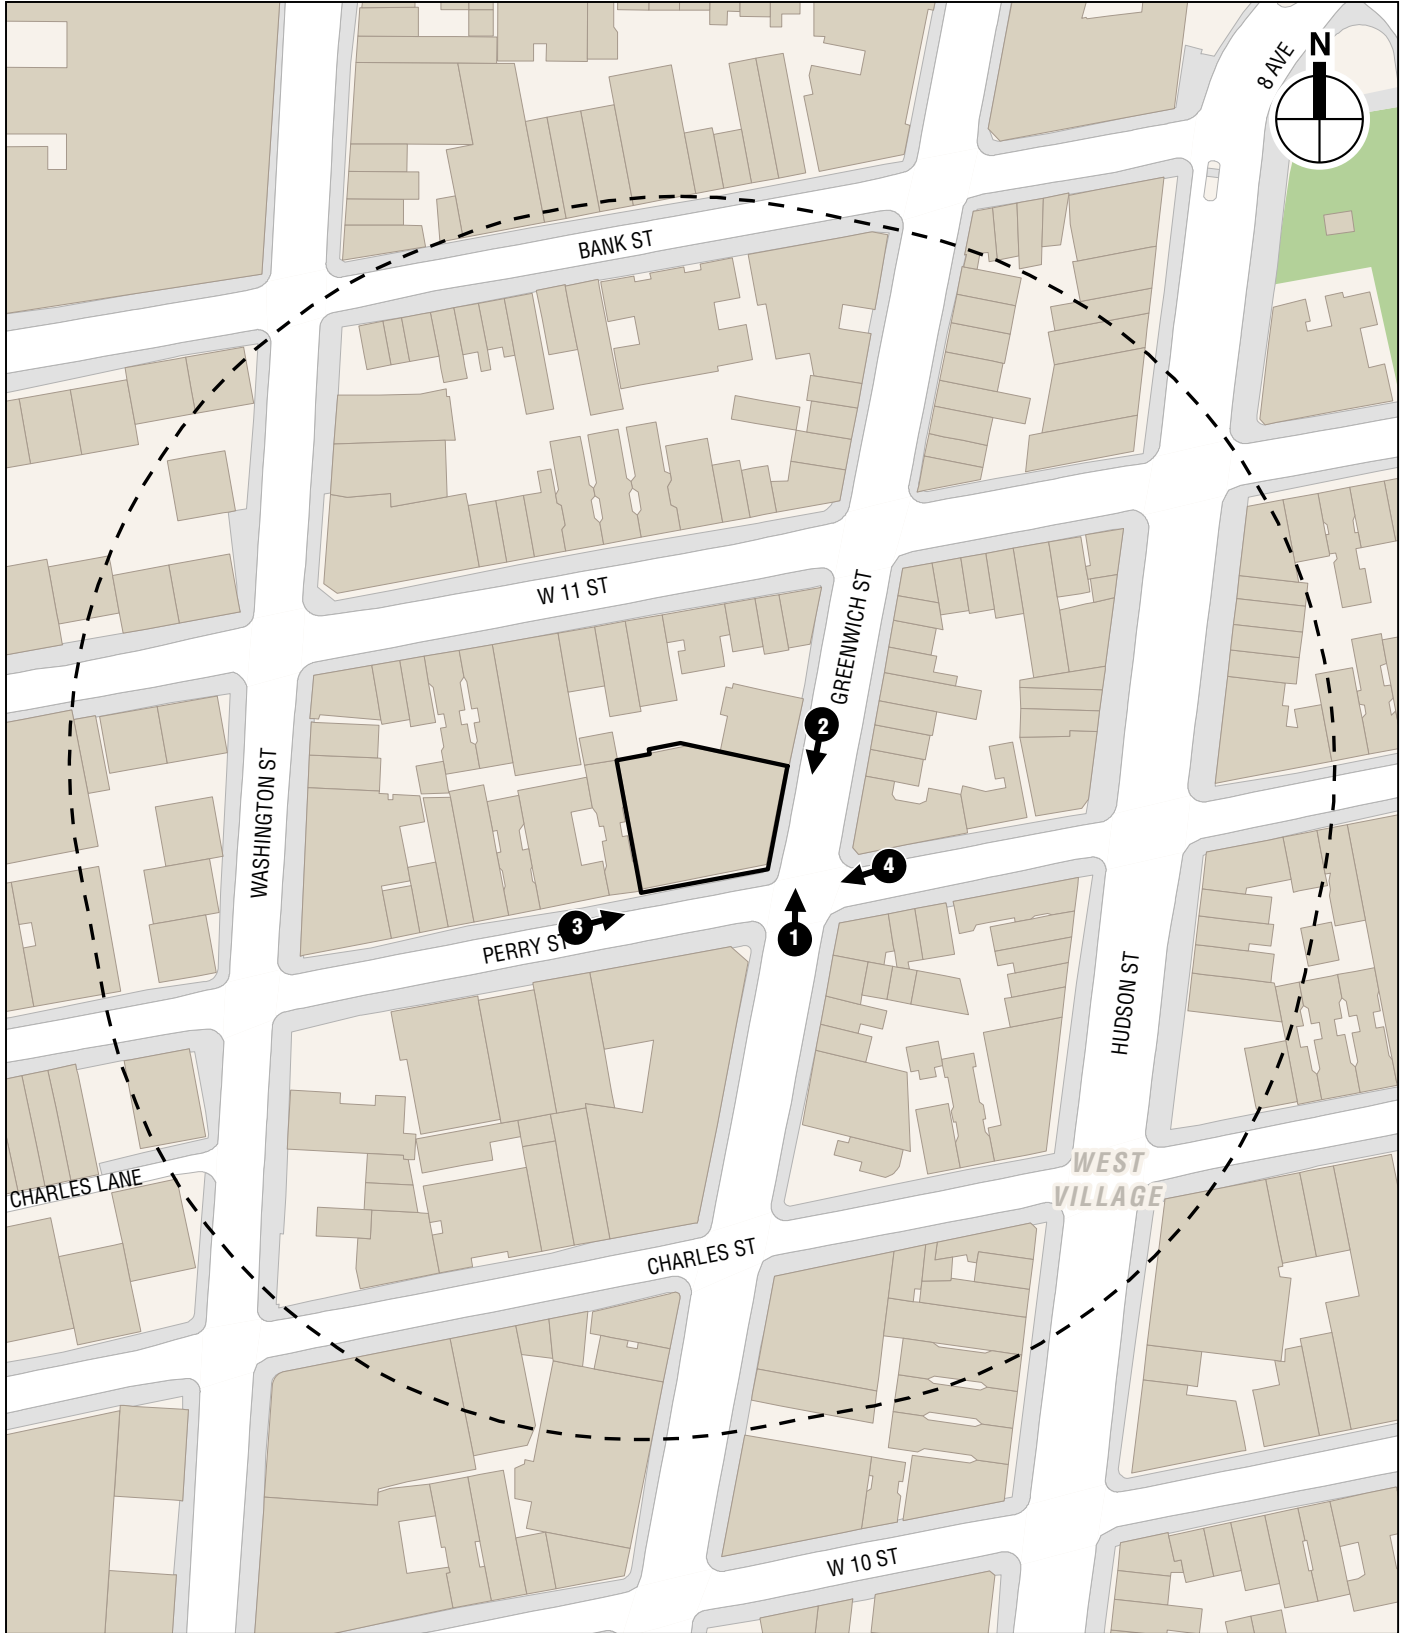 N
8 AVE
BANK ST
W 11 ST
GREENWICH ST
2
WASHINGTON ST
4
3
1
PERRY ST
HUDSON ST
WEST
VILLAGE
CHARLES LANE
CHARLES ST
W 10 ST